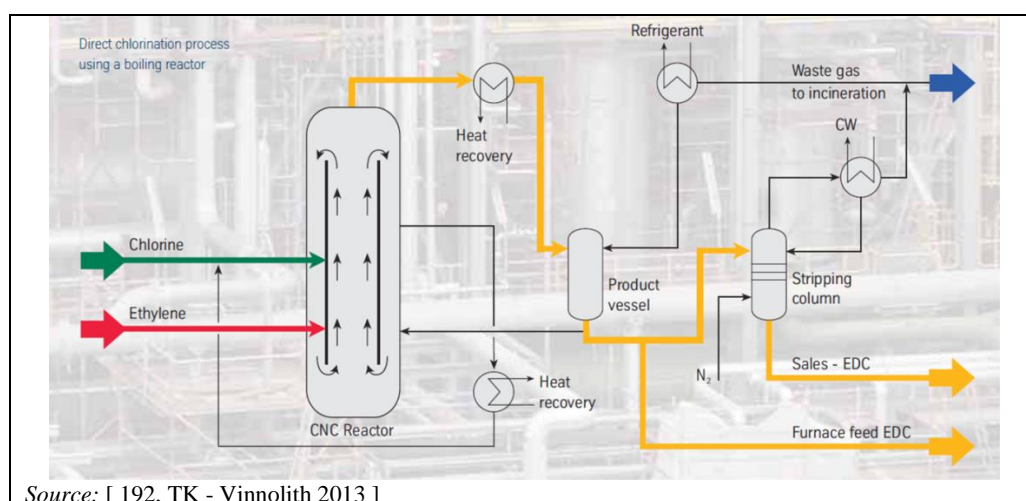 Direct chlorination process
using a boiling reactor
Refrigerant
Waste gas
to incineration
CW
Heat
recovery
Chlorine
Ethylene
Product
vessel
Stripping
column
N₂
Sales - EDC
Heat
recovery
CNC Reactor
Furnace feed EDC
Source: [ 192, TK - Vinnolith 2013 ]